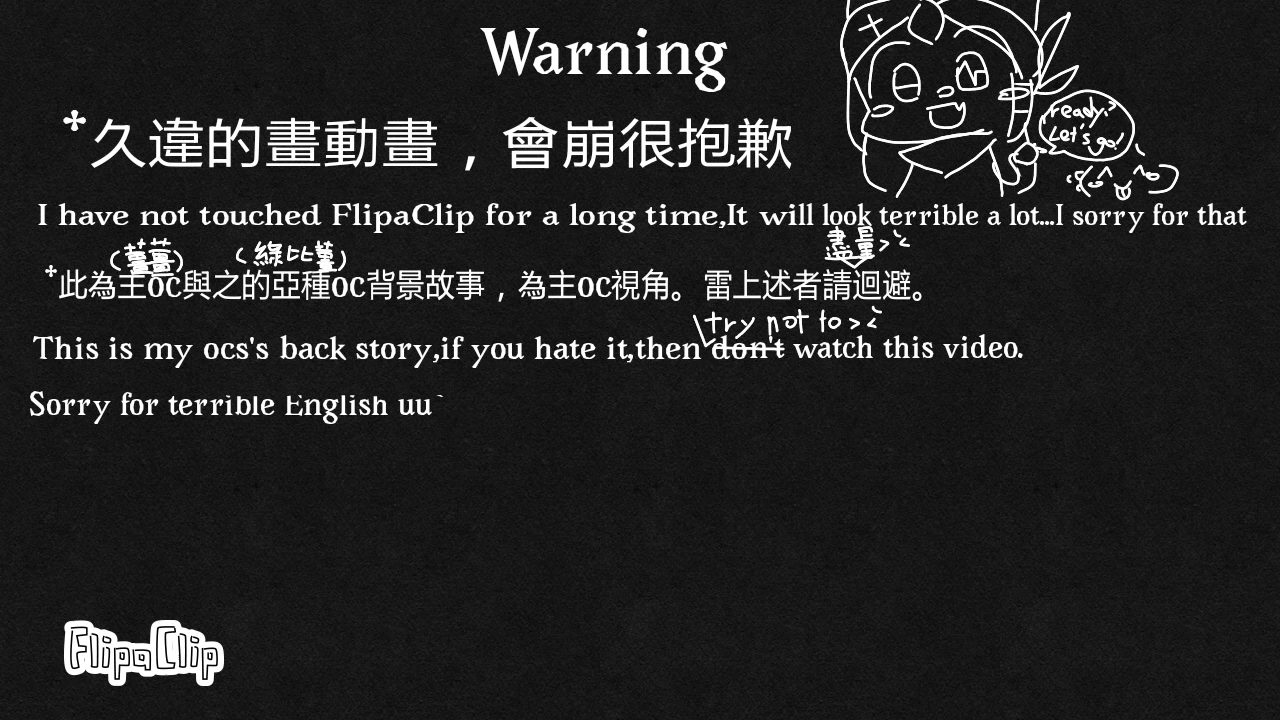 Warning
久違的畫動畫，會崩很抱歉
ready?
Let's go!
I have not touched FlipaClip for a long time,It will look terrible a lot...I sorry for that
(薑薑)
(綠比薑)
盡量>ˇ<
此為主OC與之的亞種OC背景故事，為主OC視角。雷上述者請迴避。
try not to
This is my ocs's back story,if you hate it,then don't watch this video.
Sorry for terrible English uu`
FlipaClip